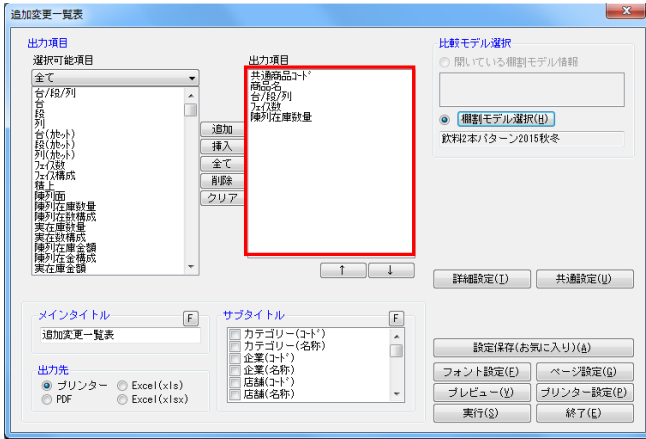 追加変更一覧表
出力項目
選択可能項目
全て
台/段/列
台
段
列
台(ｶｾｯﾄ)
段(ｶｾｯﾄ)
列(ｶｾｯﾄ)
ﾌｪｲｽ数
ﾌｪｲｽ構成
積上
陳列面
陳列在庫数量
陳列在数構成
実在庫数量
実在数構成
陳列在庫金額
陳列在金構成
実在庫金額
追加
挿入
全て
削除
クリア
出力項目
共通商品ｺｰﾄﾞ
商品名
台/段/列
ﾌｪｲｽ数
陳列在庫数量
↑
↓
比較モデル選択
開いている棚割モデル情報
棚割モデル選択(H)
飲料2本パターン2015秋冬
詳細設定(I)
共通設定(U)
メインタイトル
F
追加変更一覧表
サブタイトル
F
カテゴリー(ｺｰﾄﾞ)
カテゴリー(名称)
企業(ｺｰﾄﾞ)
企業(名称)
店舗(ｺｰﾄﾞ)
店舗(名称)
出力先
プリンター
Excel(xls)
PDF
Excel(xlsx)
設定保存(お気に入り)(A)
フォント設定(F)
ページ設定(G)
プレビュー(V)
プリンター設定(P)
実行(S)
終了(E)